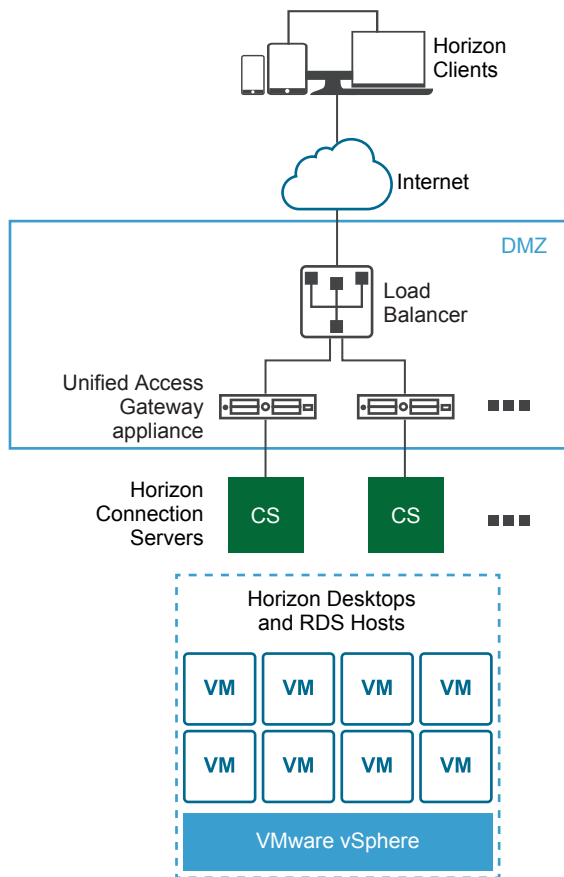 Horizon
Clients
Internet
DMZ
Load
Balancer
Unified Access
Gateway
appliance
Horizon
Connection
Servers
CS
CS
Horizon Desktops
and RDS Hosts
VM VM VM VM
VM VM VM VM
VMware vSphere